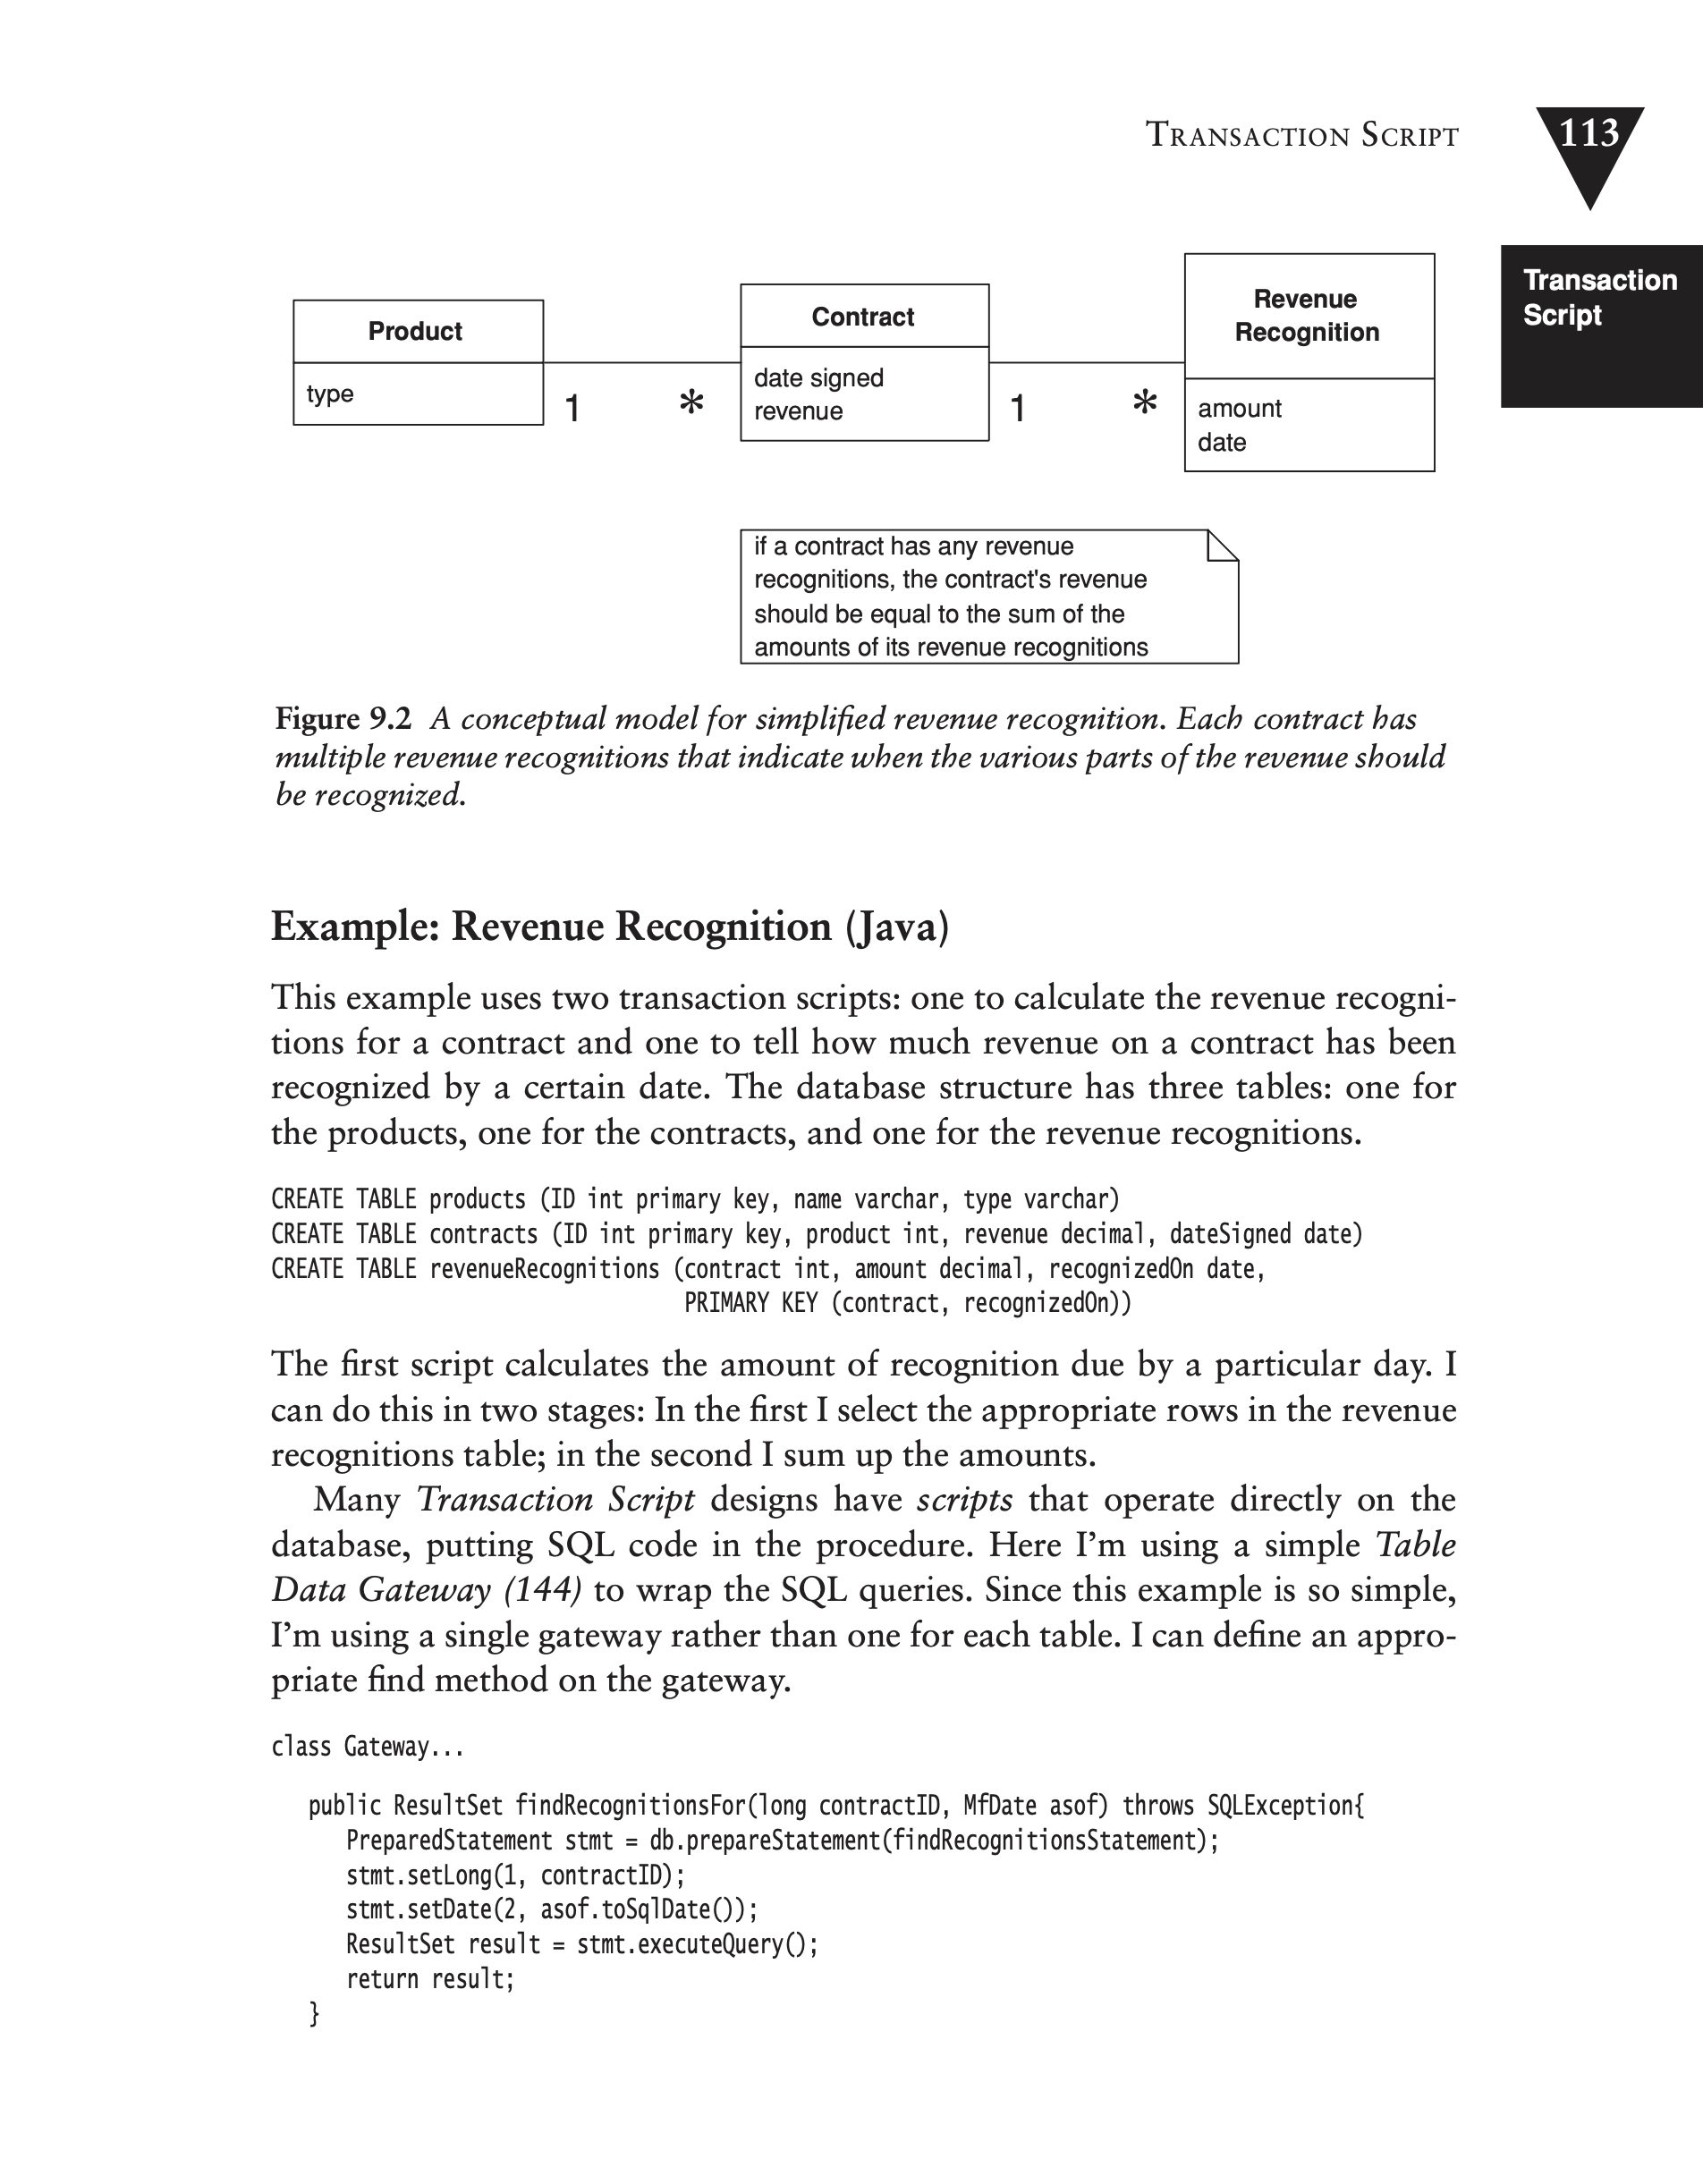 TRANSACTION SCRIPT
113
Transaction
Script
Product
type
1
*
Contract
date signed
revenue
1
*
Revenue
Recognition
amount
date
if a contract has any revenue
recognitions, the contract's revenue
should be equal to the sum of the
amounts of its revenue recognitions
Figure 9.2 A conceptual model for simplified revenue recognition. Each contract has
multiple revenue recognitions that indicate when the various parts of the revenue should
be recognized.
Example: Revenue Recognition (Java)
This example uses two transaction scripts: one to calculate the revenue recogni-
tions for a contract and one to tell how much revenue on a contract has been
recognized by a certain date. The database structure has three tables: one for
the products, one for the contracts, and one for the revenue recognitions.
CREATE TABLE products (ID int primary key, name varchar, type varchar)
CREATE TABLE contracts (ID int primary key, product int, revenue decimal, dateSigned date)
CREATE TABLE revenueRecognitions (contract int, amount decimal, recognizedOn date,
PRIMARY KEY (contract, recognizedOn))
The first script calculates the amount of recognition due by a particular day. I
can do this in two stages: In the first I select the appropriate rows in the revenue
recognitions table; in the second I sum up the amounts.
Many Transaction Script designs have scripts that operate directly on the
database, putting SQL code in the procedure. Here I'm using a simple Table
Data Gateway (144) to wrap the SQL queries. Since this example is so simple,
I'm using a single gateway rather than one for each table. I can define an appro-
priate find method on the gateway.
class Gateway...
public ResultSet findRecognitionsFor(long contractID, MfDate asof) throws SQLException{
PreparedStatement stmt = db.prepareStatement(findRecognitionsStatement);
stmt.setLong(1, contractID);
stmt.setDate(2, asof.toSqlDate());
ResultSet result = stmt.executeQuery();
return result;
}